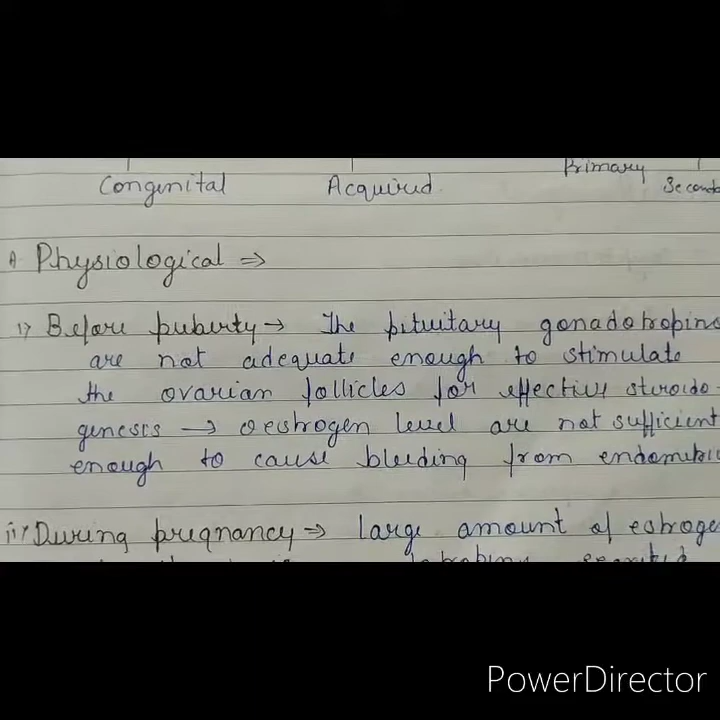 Congenital Acquired Primary
A Physiological ⇒
i) Before puberty → The pituitary gonadotropins
are not adequate enough to stimulate
the ovarian follicles for effective steroido-
genesis → oestrogen level are not sufficient
enough to cause bleeding from
ii) During pregnancy ⇒ large amount of
PowerDirector